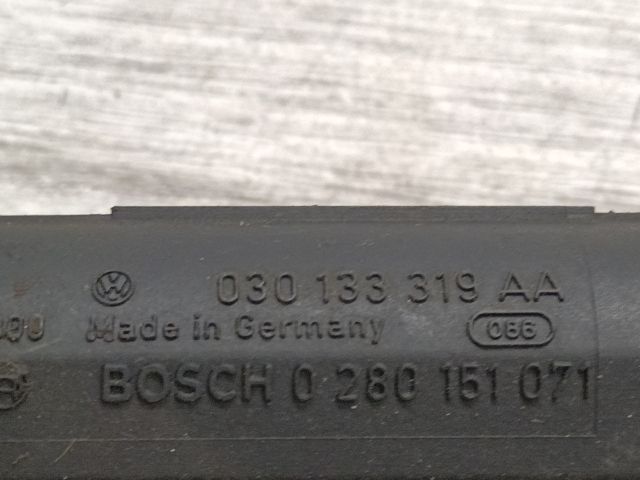 030 133 319 AA
Made in Germany 086
BOSCH 0 280 151 071